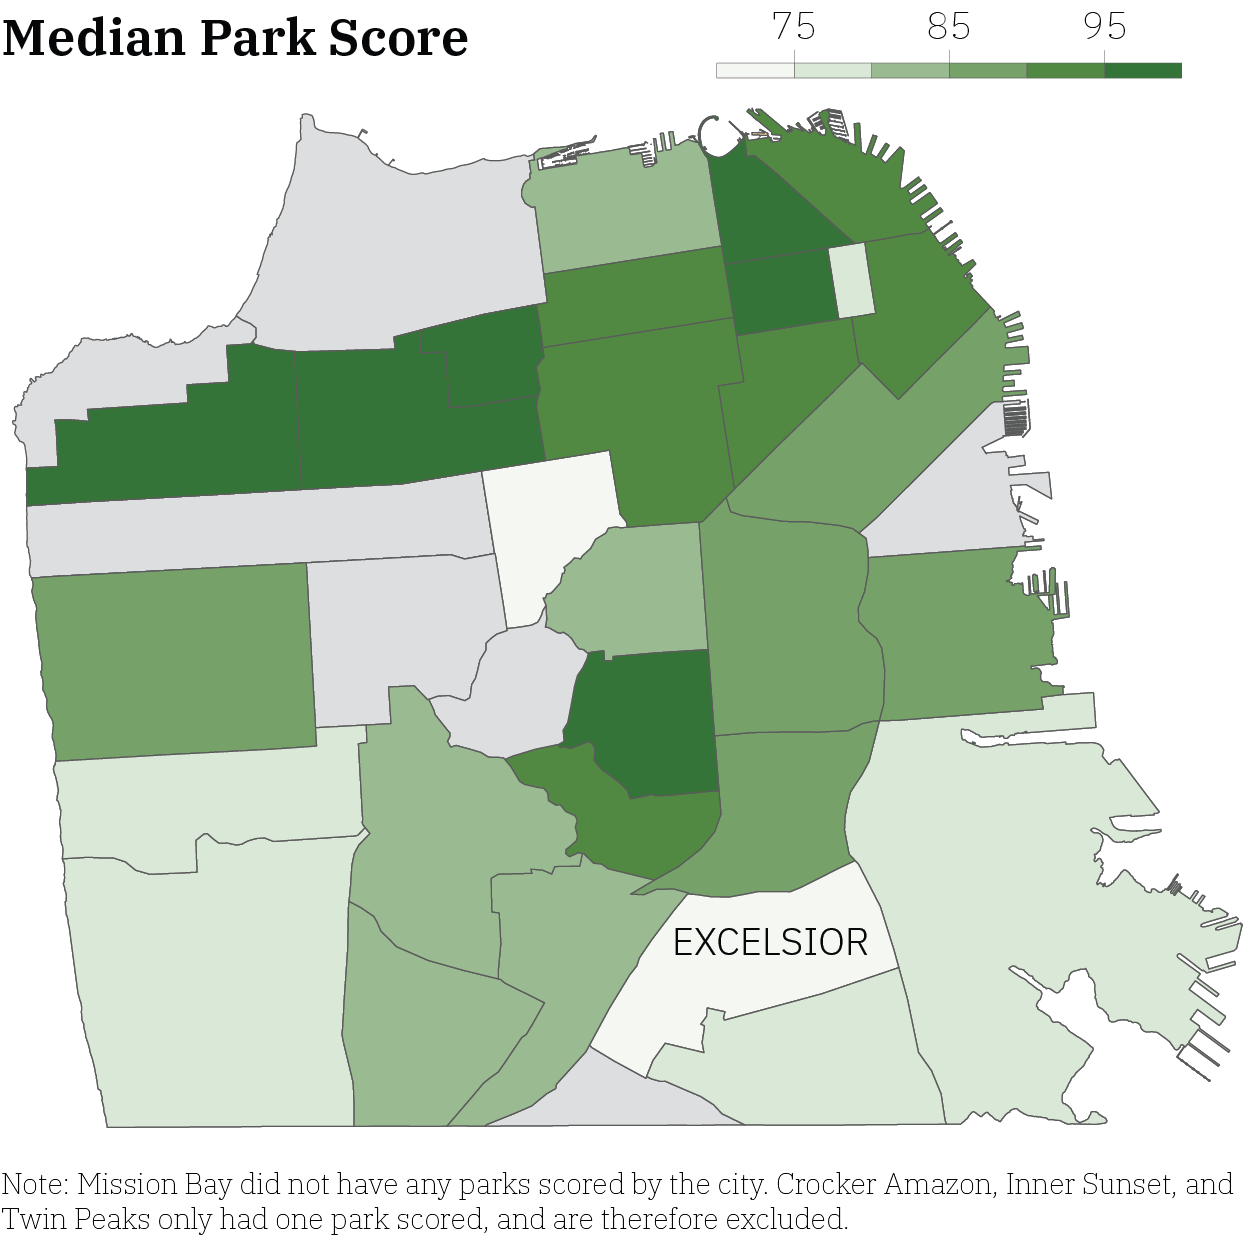 Median Park Score
75 85 95
EXCELSIOR
Note: Mission Bay did not have any parks scored by the city. Crocker Amazon, Inner Sunset, and
Twin Peaks only had one park scored, and are therefore excluded.